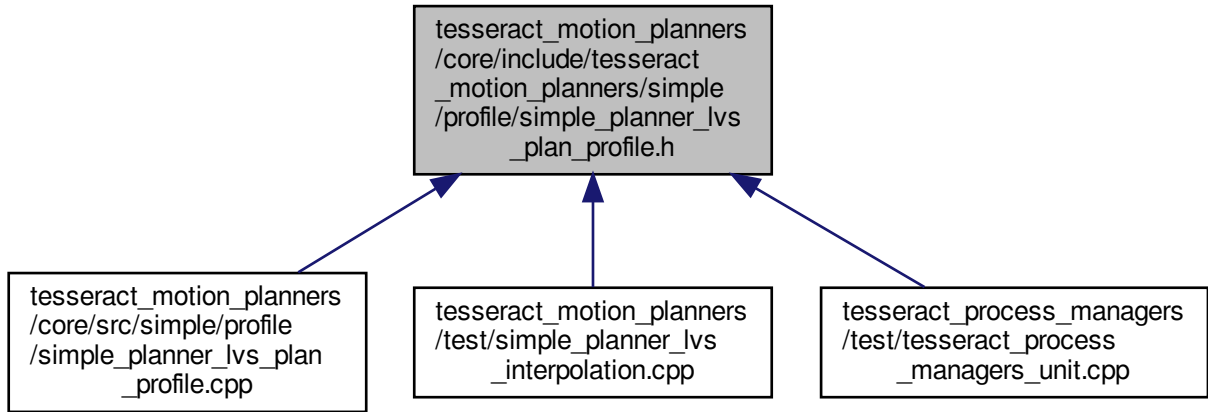 tesseract_motion_planners
/core/include/tesseract
_motion_planners/simple
/profile/simple_planner_lvs
_plan_profile.h
tesseract_motion_planners
/core/src/simple/profile
/simple_planner_lvs_plan
_profile.cpp
tesseract_motion_planners
/test/simple_planner_lvs
_interpolation.cpp
tesseract_process_managers
/test/tesseract_process
_managers_unit.cpp